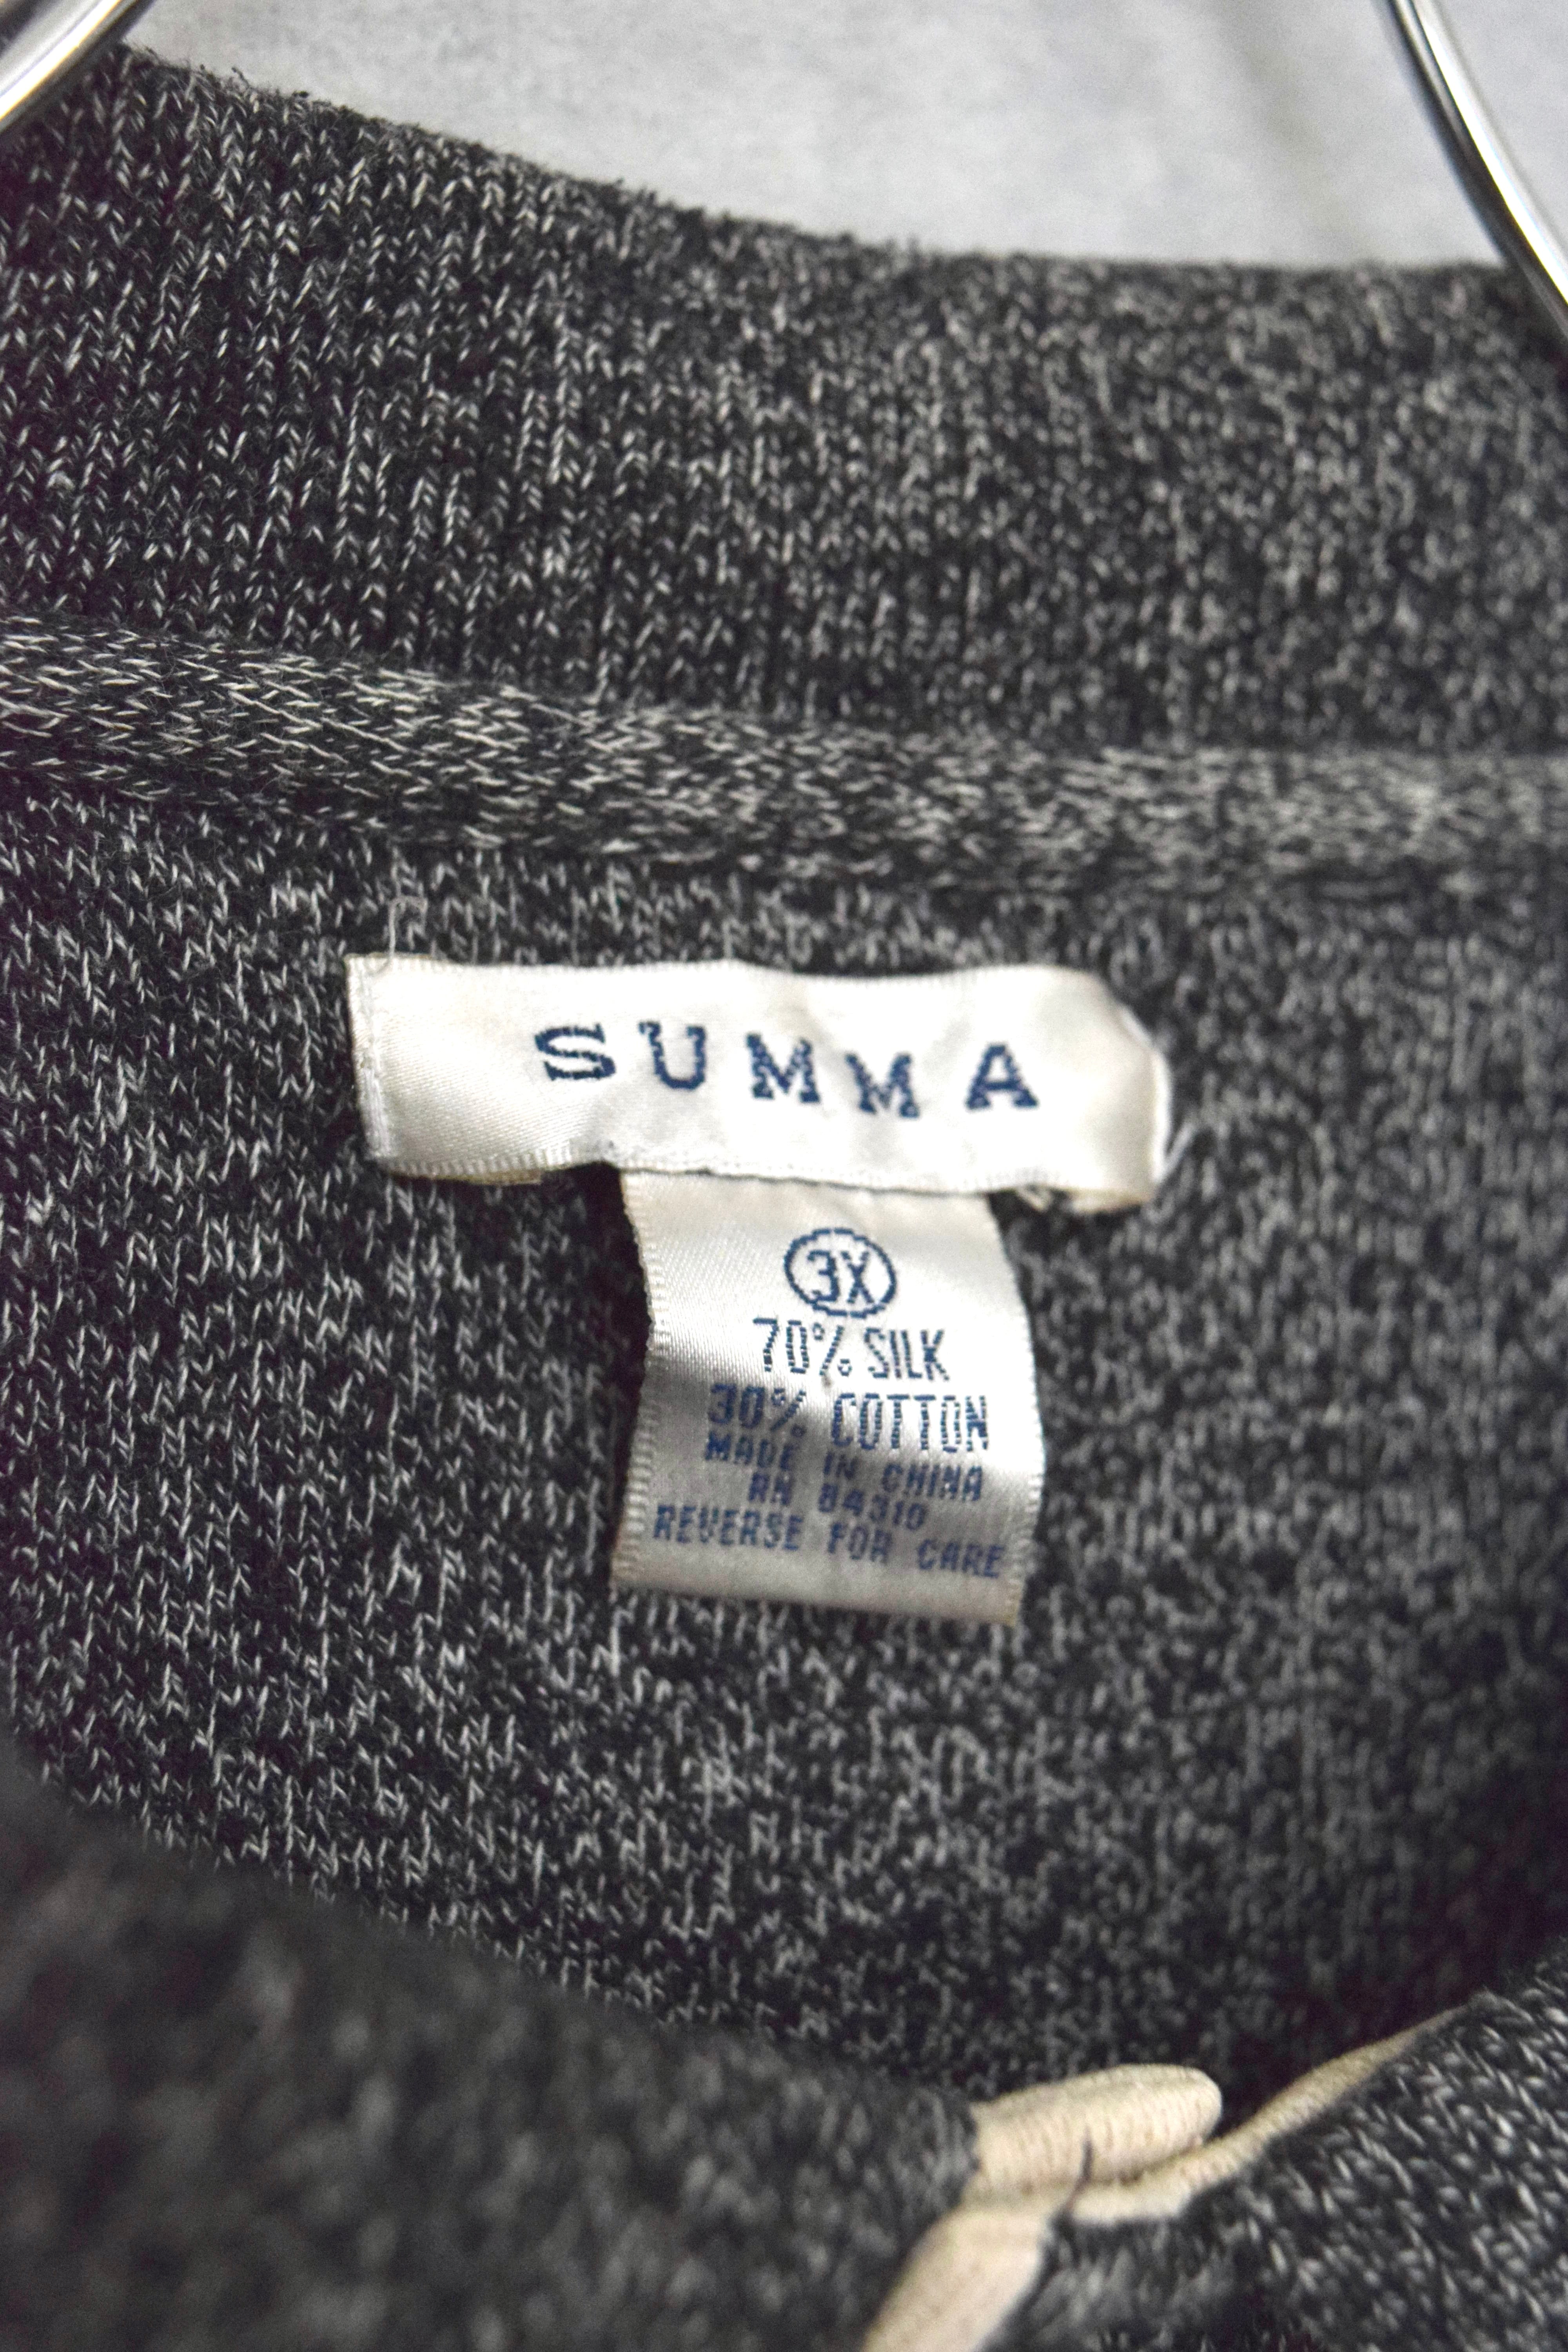 SUMMA
3X
70% SILK
30% COTTON
MADE IN CHINA
RN 84310
REVERSE FOR CARE